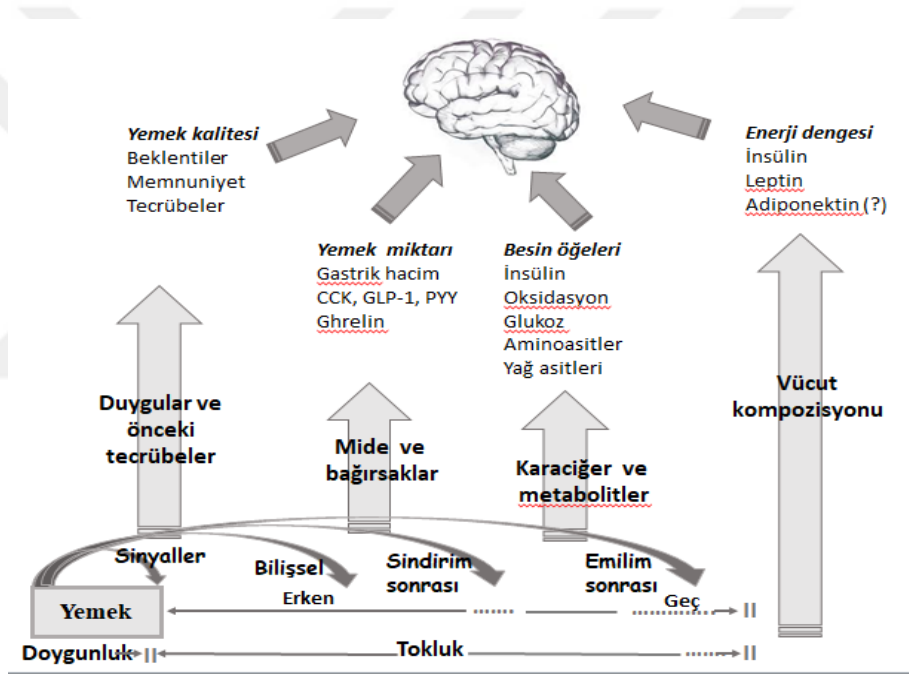 Yemek kalitesi
Beklentiler
Memnuniyet
Tecrübeler
Enerji dengesi
İnsülin
Leptin
Adiponektin (?)
Yemek miktarı
Gastrik hacim
CCK, GLP-1, PYY
Ghrelin
Besin öğeleri
İnsülin
Oksidasyon
Glukoz
Aminoasitler
Yağ asitleri
Duygular ve
önceki
tecrübeler
Mide ve
bağırsaklar
Karaciğer ve
metabolitler
Vücut
kompozisyonu
Sinyaller
Bilişsel
Sindirim
sonrası
Emilim
sonrası
Yemek
Erken
Geç
Doygunluk
Tokluk